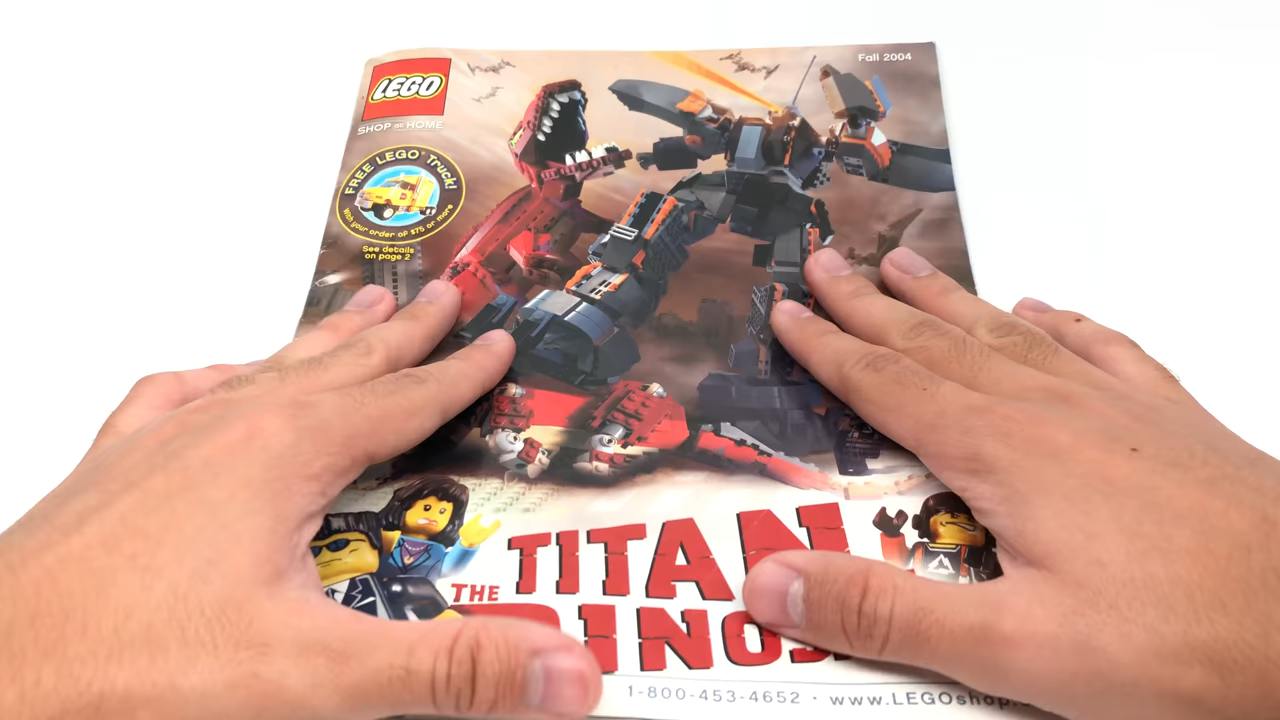 Fall 2004
LEGO
SHOP AT HOME
FREE LEGO® Truck!
With your order of $75 or more
See details
on page 2
TITAN
THE
1-800-453-4652 · www.LEGOshop.